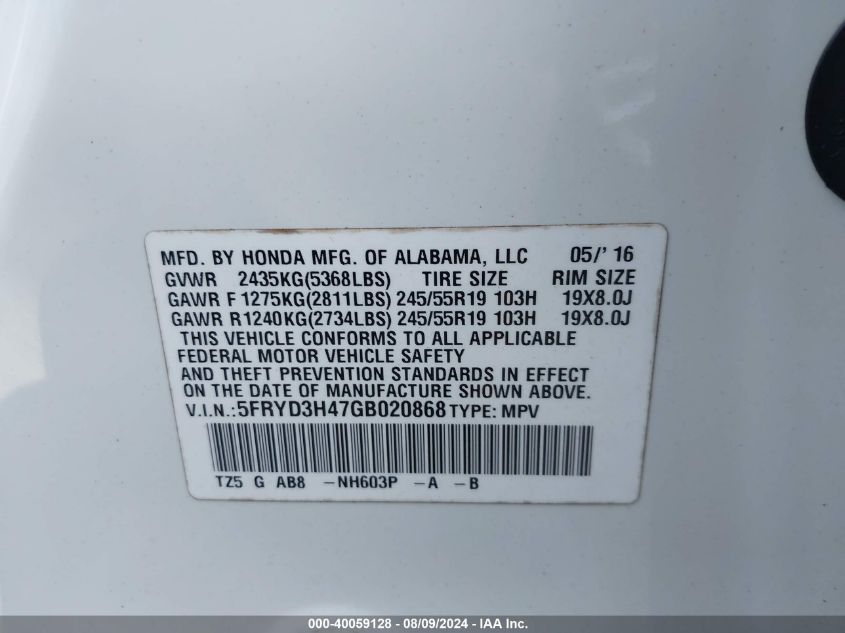 MFD. BY HONDA MFG. OF ALABAMA, LLC 05/' 16
GVWR 2435KG(5368LBS) TIRE SIZE RIM SIZE
GAWR F 1275KG(2811LBS) 245/55R19 103H 19X8.0J
GAWR R1240KG(2734LBS) 245/55R19 103H 19X8.0J
THIS VEHICLE CONFORMS TO ALL APPLICABLE
FEDERAL MOTOR VEHICLE SAFETY
AND THEFT PREVENTION STANDARDS IN EFFECT
ON THE DATE OF MANUFACTURE SHOWN ABOVE.
V.I.N.:5FRYD3H47GB020868 TYPE: MPV
TZ5 G AB8 -NH603P -A -B
000-40059128 - 08/09/2024 - IAA Inc.